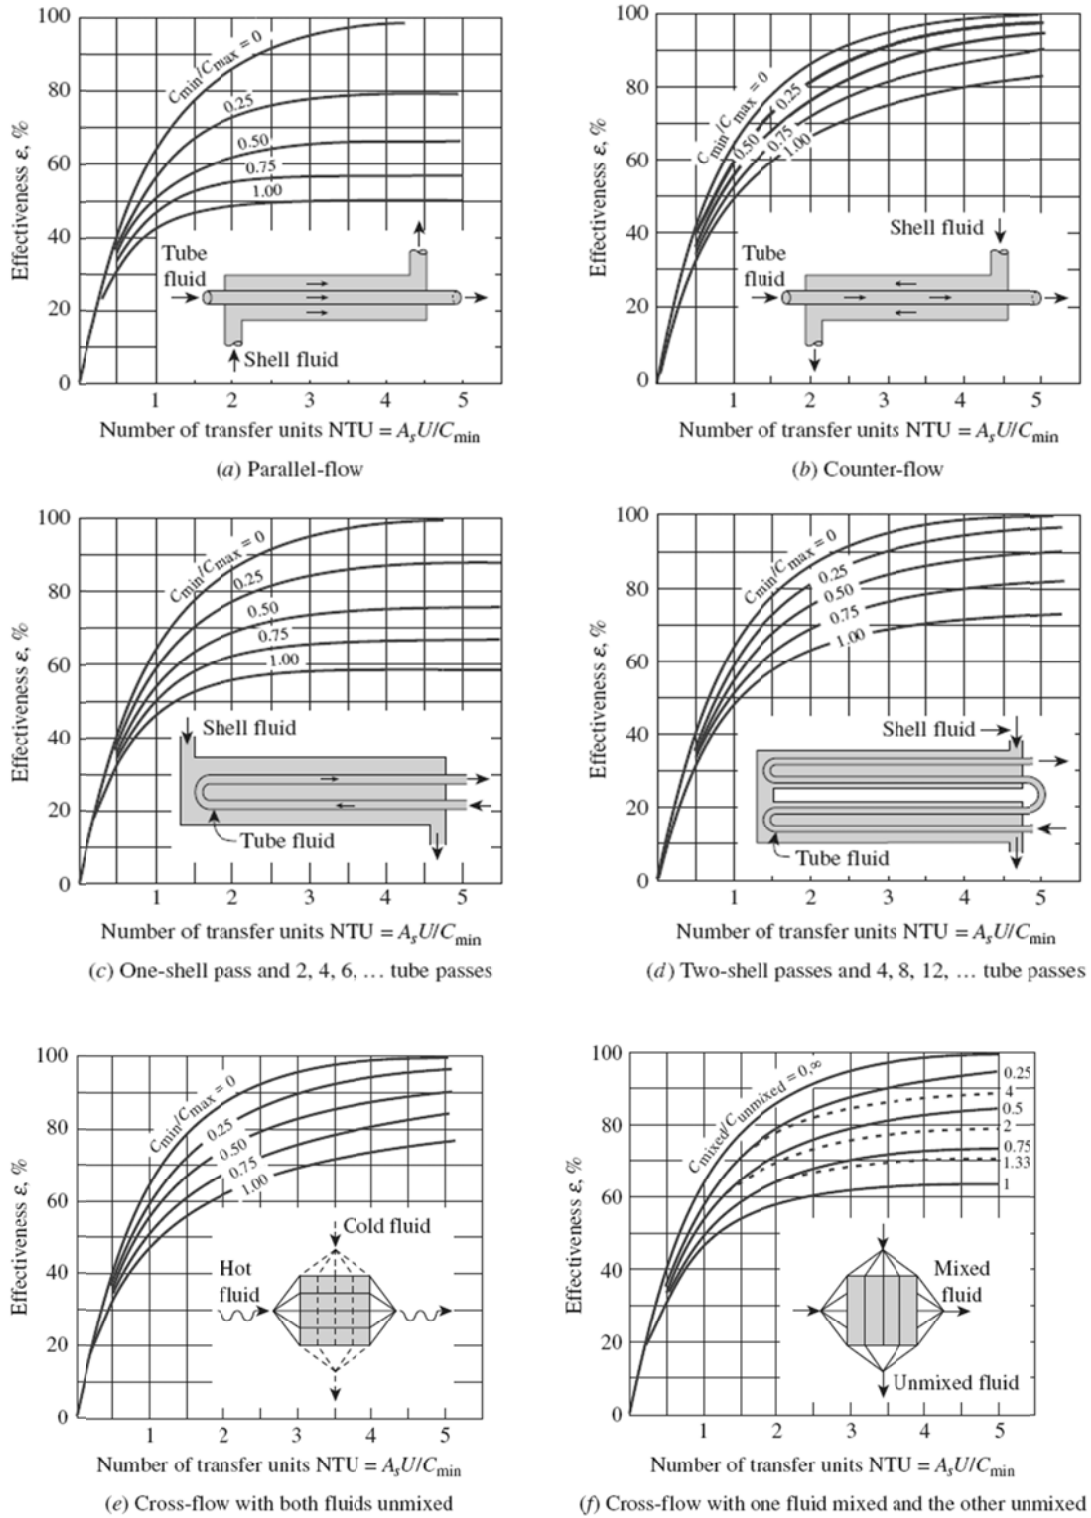 100
80
60
40
20
0
Effectiveness ε, %
Cmin/Cmax = 0
0.25
0.50
0.75
1.00
Tube
fluid
Shell fluid
1 2 3 4 5
Number of transfer units NTU = AsU/Cmin
(a) Parallel-flow
100
80
60
40
20
0
Effectiveness ε, %
Cmin/Cmax = 0
0.25
0.50
0.75
1.00
Shell fluid
Tube
fluid
1 2 3 4 5
Number of transfer units NTU = AsU/Cmin
(b) Counter-flow
100
80
60
40
20
0
Effectiveness ε, %
Cmin/Cmax = 0
0.25
0.50
0.75
1.00
Shell fluid
Tube fluid
1 2 3 4 5
Number of transfer units NTU = AsU/Cmin
(c) One-shell pass and 2, 4, 6, … tube passes
100
80
60
40
20
0
Effectiveness ε, %
Cmin/Cmax = 0
0.25
0.50
0.75
1.00
Shell fluid
Tube fluid
1 2 3 4 5
Number of transfer units NTU = AsU/Cmin
(d) Two-shell passes and 4, 8, 12, … tube passes
100
80
60
40
20
0
Effectiveness ε, %
Cmin/Cmax = 0
0.25
0.50
0.75
1.00
Cold fluid
Hot
fluid
1 2 3 4 5
Number of transfer units NTU = AsU/Cmin
(e) Cross-flow with both fluids unmixed
100
80
60
40
20
0
Effectiveness ε, %
Cmixed/Cunmixed = 0,∞
0.25
4
0.5
2
0.75
1.33
1
Mixed
fluid
Unmixed fluid
1 2 3 4 5
Number of transfer units NTU = AsU/Cmin
(f) Cross-flow with one fluid mixed and the other unmixed